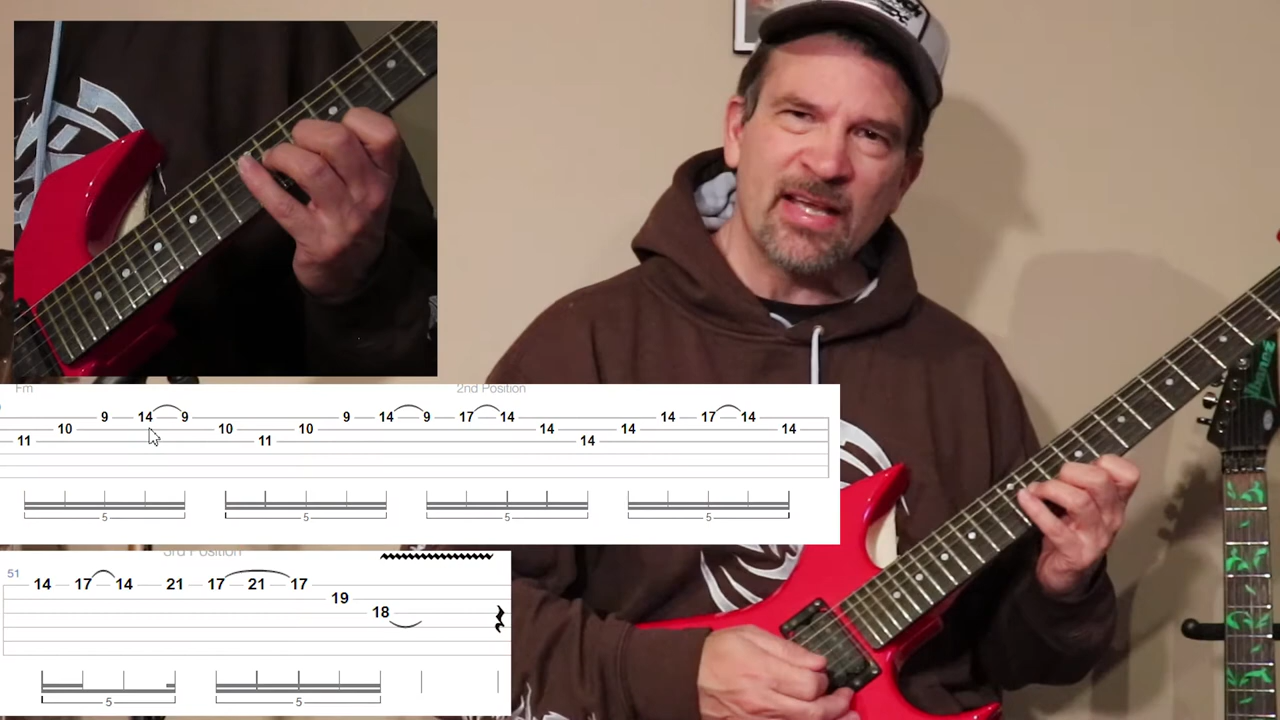 Fm 2nd Position
9 14 9 9 14 9 17 14 14 17 14
10 10 10 14 14 14
11 11 14
5 5 5 5
3rd Position
51
14 17 14 21 17 21 17
19
18
5 5
Ibanez